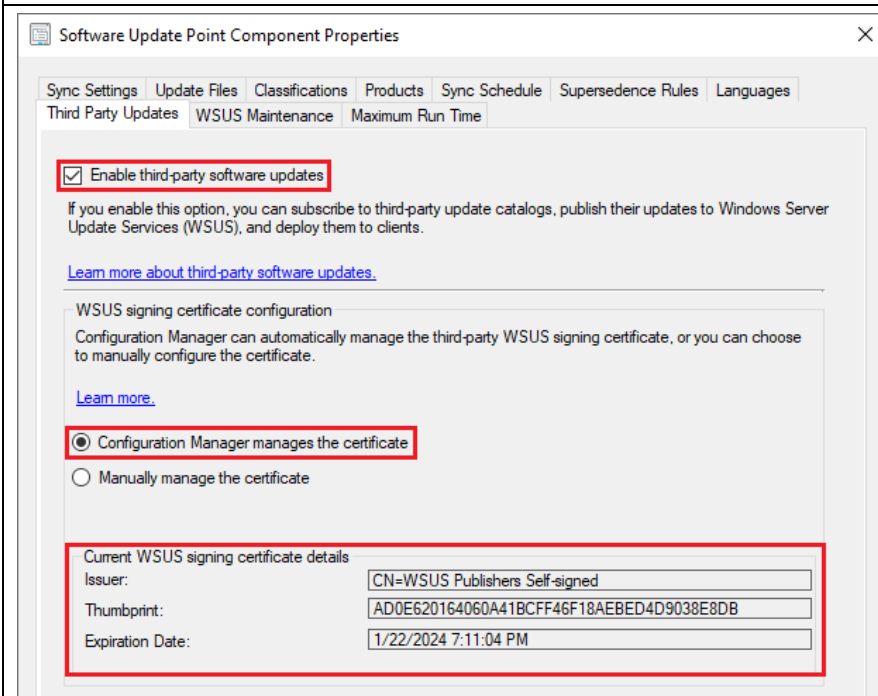 Software Update Point Component Properties
Sync Settings Update Files Classifications Products Sync Schedule Supersedence Rules Languages
Third Party Updates WSUS Maintenance Maximum Run Time
Enable third-party software updates
If you enable this option, you can subscribe to third-party update catalogs, publish their updates to Windows Server
Update Services (WSUS), and deploy them to clients.
Learn more about third-party software updates.
WSUS signing certificate configuration
Configuration Manager can automatically manage the third-party WSUS signing certificate, or you can choose
to manually configure the certificate.
Learn more.
Configuration Manager manages the certificate
Manually manage the certificate
Current WSUS signing certificate details
Issuer: CN=WSUS Publishers Self-signed
Thumbprint: AD0E620164060A41BCFF46F18AEBED4D9038E8DB
Expiration Date: 1/22/2024 7:11:04 PM